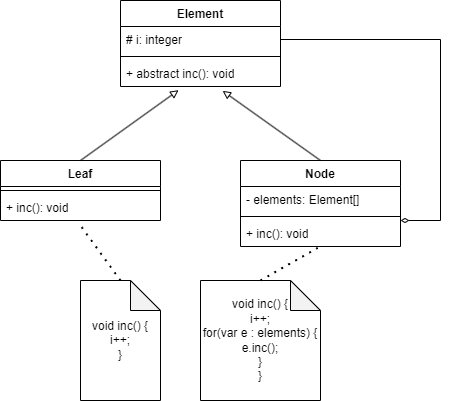 Element
# i: integer
+ abstract inc(): void
Leaf
+ inc(): void
Node
- elements: Element[]
+ inc(): void
void inc() {
i++;
}
void inc() {
i++;
for(var e : elements) {
e.inc();
}
}